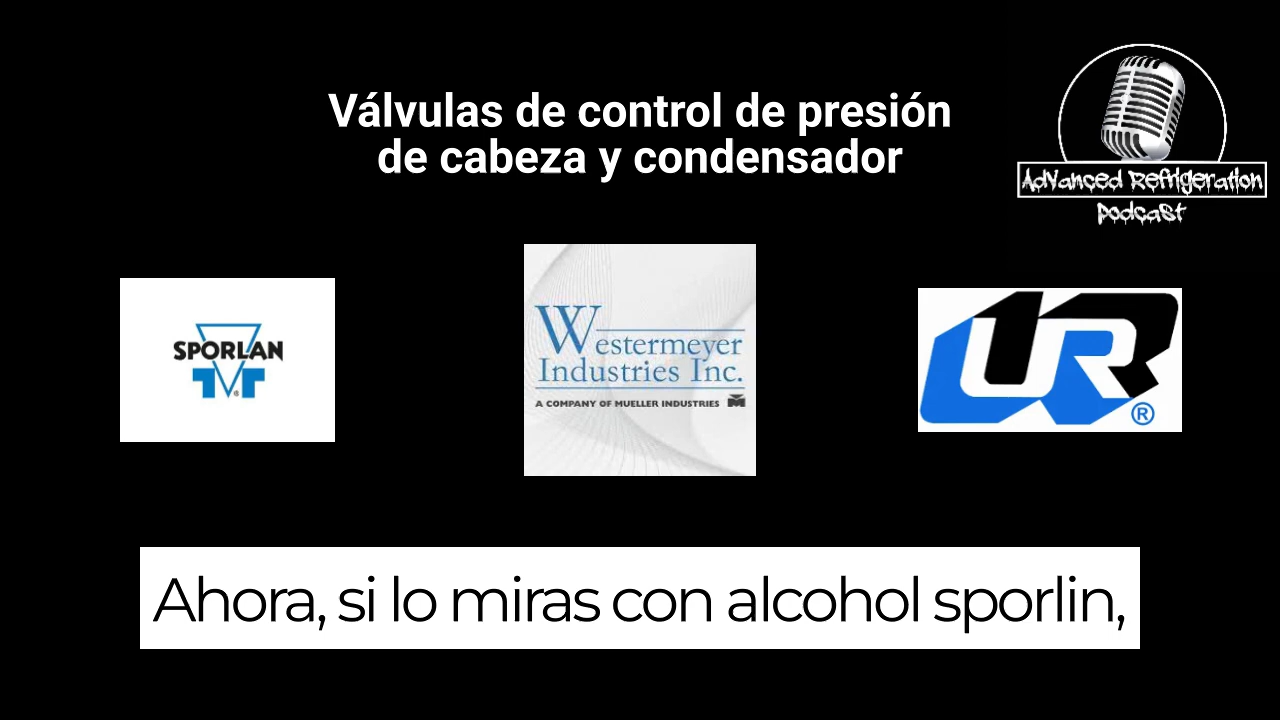 Válvulas de control de presión
de cabeza y condensador
Advanced Refrigeration
Podcast
SPORLAN
®
Westermeyer
Industries Inc.
A COMPANY OF MUELLER INDUSTRIES
UR
®
Ahora, si lo miras con alcohol sporlin,